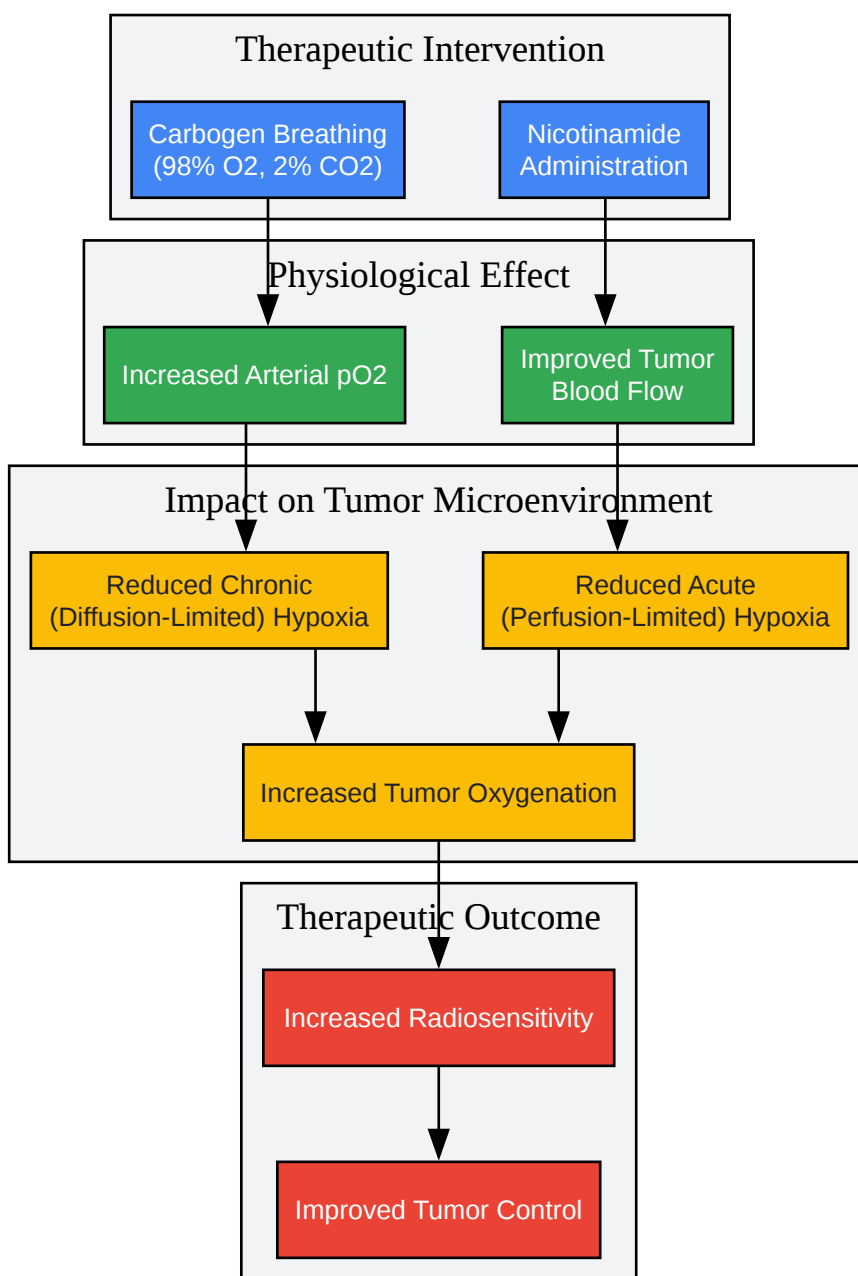 Therapeutic Intervention
Carbogen Breathing
(98% O2, 2% CO2)
Nicotinamide
Administration
Physiological Effect
Increased Arterial pO2
Improved Tumor
Blood Flow
Impact on Tumor Microenvironment
Reduced Chronic
(Diffusion-Limited) Hypoxia
Reduced Acute
(Perfusion-Limited) Hypoxia
Increased Tumor Oxygenation
Therapeutic Outcome
Increased Radiosensitivity
Improved Tumor Control